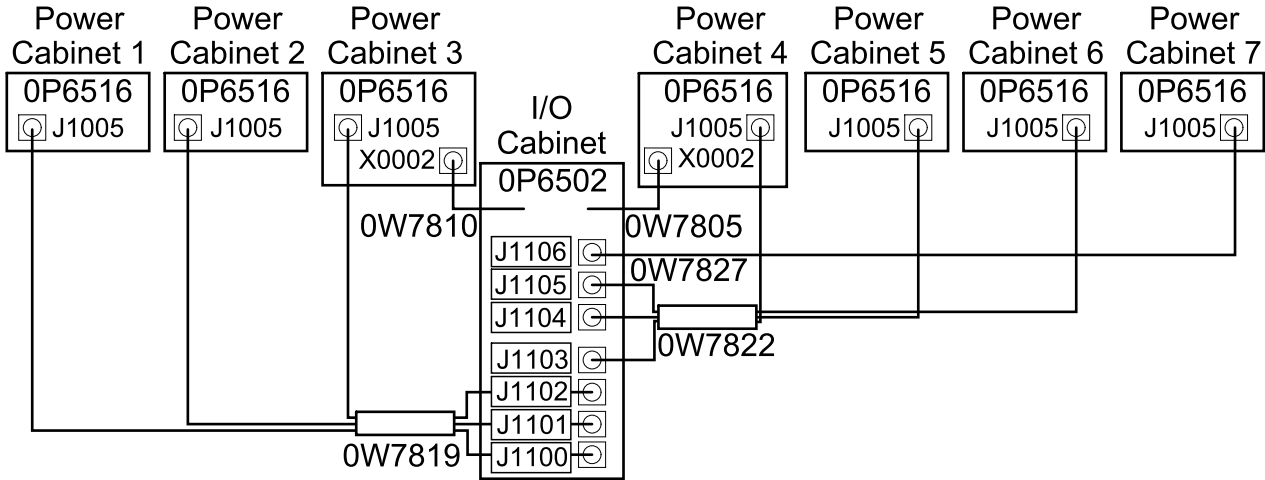 Power
Cabinet 1
0P6516
J1005
Power
Cabinet 2
0P6516
J1005
Power
Cabinet 3
0P6516
J1005
X0002
I/O
Cabinet
0P6502
Power
Cabinet 4
0P6516
J1005
X0002
Power
Cabinet 5
0P6516
J1005
Power
Cabinet 6
0P6516
J1005
Power
Cabinet 7
0P6516
J1005
0W7810
0W7805
J1106
0W7827
J1105
J1104
0W7822
J1103
J1102
J1101
0W7819
J1100